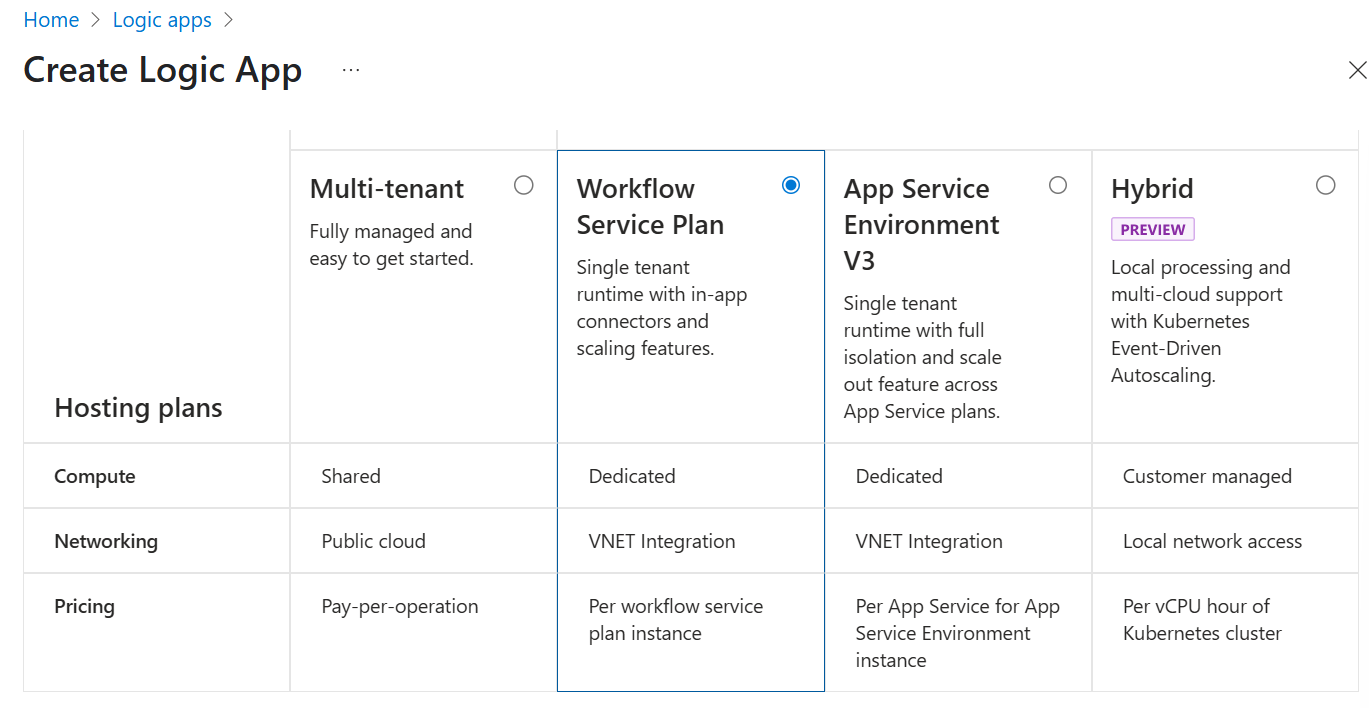 Home > Logic apps >
Create Logic App ...
Multi-tenant
Fully managed and
easy to get started.
Workflow
Service Plan
Single tenant
runtime with in-app
connectors and
scaling features.
App Service
Environment
V3
Single tenant
runtime with full
isolation and scale
out feature across
App Service plans.
Hybrid
PREVIEW
Local processing and
multi-cloud support
with Kubernetes
Event-Driven
Autoscaling.
Hosting plans
Compute
Shared
Dedicated
Dedicated
Customer managed
Networking
Public cloud
VNET Integration
VNET Integration
Local network access
Pricing
Pay-per-operation
Per workflow service
plan instance
Per App Service for App
Service Environment
instance
Per vCPU hour of
Kubernetes cluster